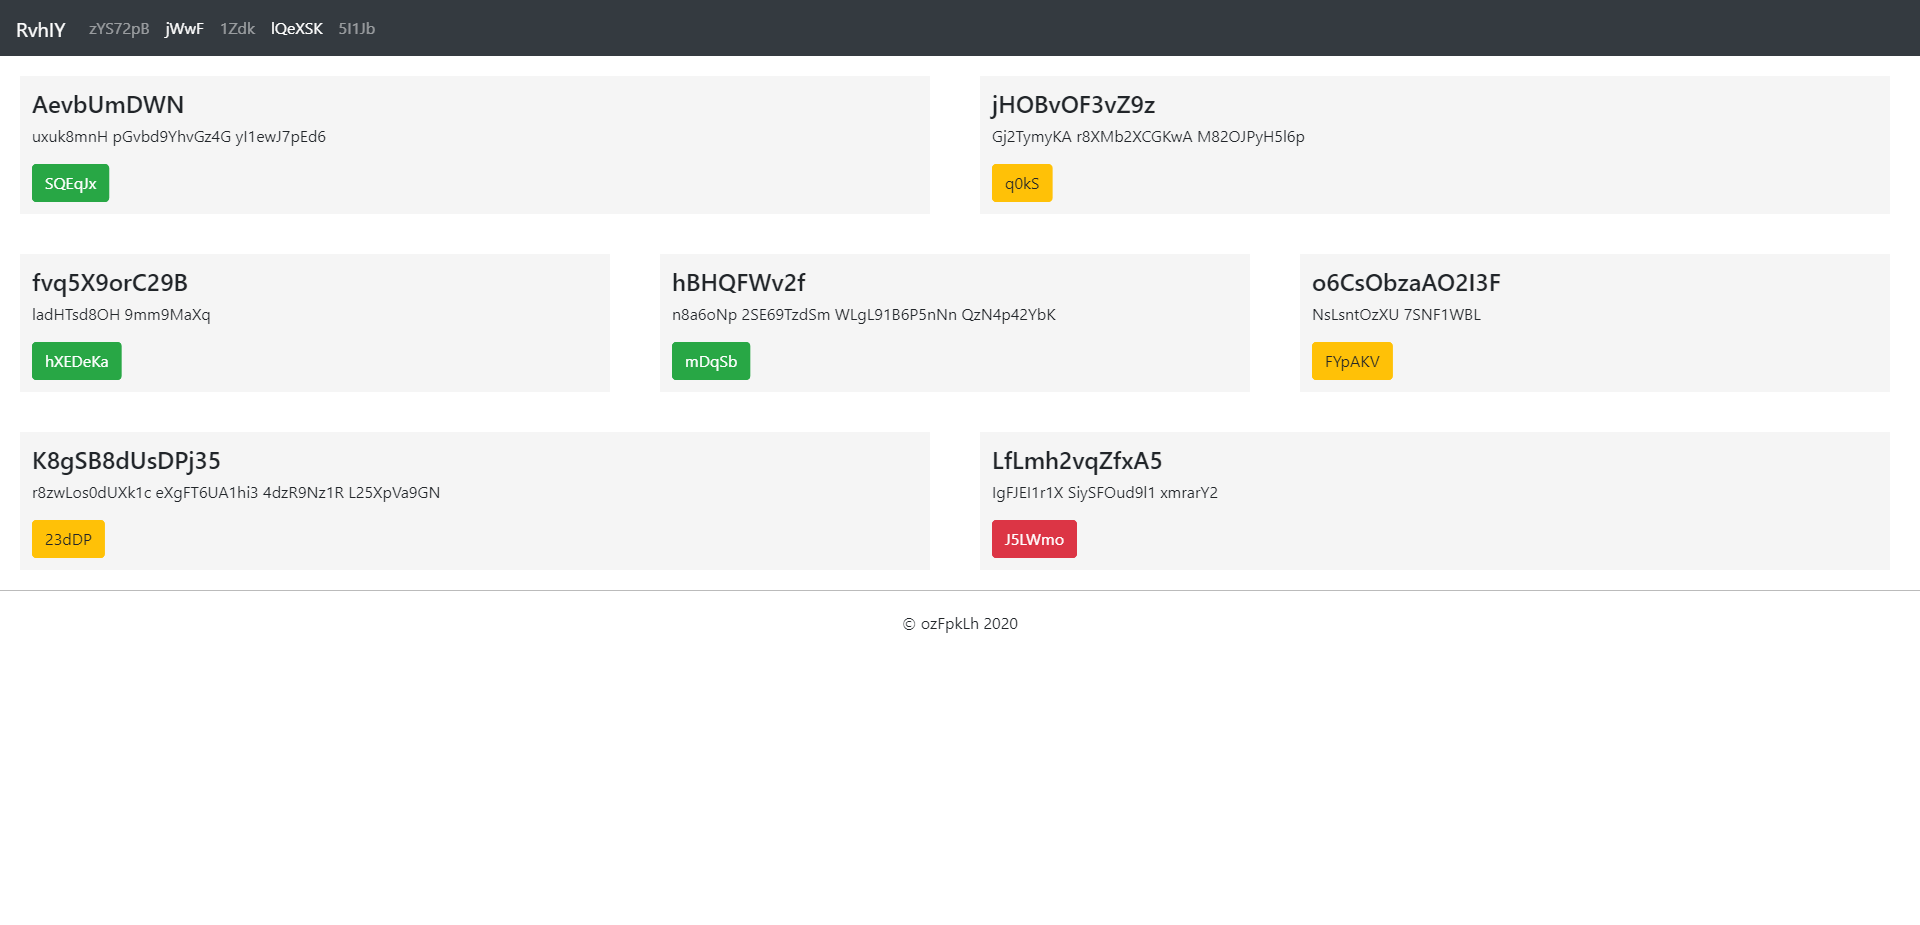 RvhIY zYS72pB jWwF 1Zdk lQeXSK 5I1Jb
AevbUmDWN
uxuk8mnH pGvbd9YhvGz4G yI1ewJ7pEd6
SQEqJx
jHOBvOF3vZ9z
Gj2TymyKA r8XMb2XCGKwA M82OJPyH5l6p
q0kS
fvq5X9orC29B
ladHTsd8OH 9mm9MaXq
hXEDeKa
hBHQFWv2f
n8a6oNp 2SE69TzdSm WLgL91B6P5nNn QzN4p42YbK
mDqSb
o6CsObzaAO2I3F
NsLsntOzXU 7SNF1WBL
FYpAKV
K8gSB8dUsDPj35
r8zwLos0dUXk1c eXgFT6UA1hi3 4dzR9Nz1R L25XpVa9GN
23dDP
LfLmh2vqZfxA5
IgFJEI1r1X SiySFOud9l1 xmrarY2
J5LWmo
© ozFpkLh 2020